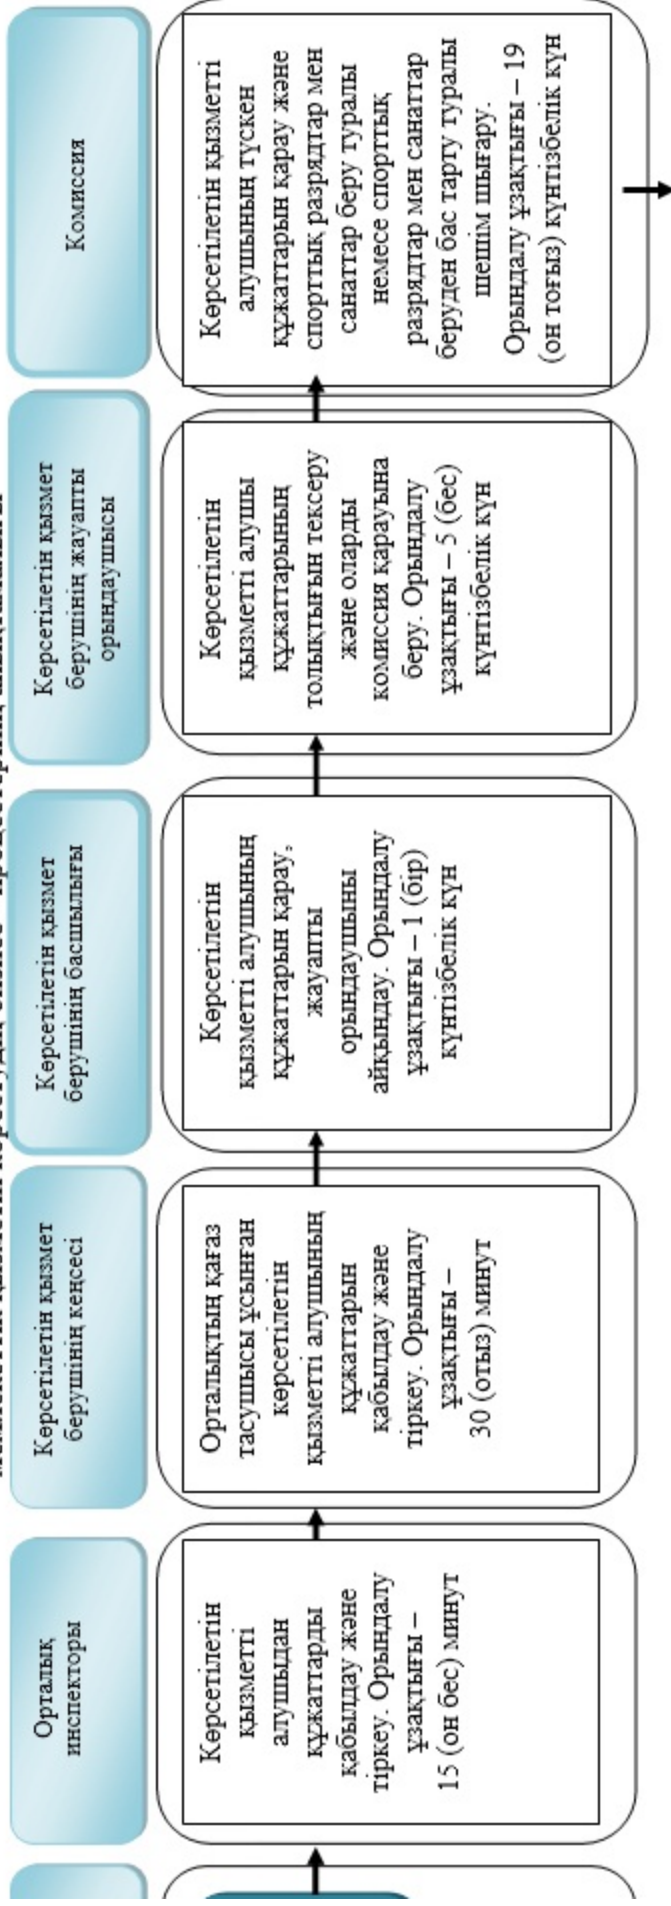 Орталық
инспекторы
Көрсетілетін қызмет
берушінің кеңсесі
Көрсетілетін қызмет
берушінің басшылығы
Көрсетілетін қызмет
берушінің жауапты
орындаушысы
Комиссия
Көрсетілетін
қызметті
алушыдан
құжаттарды
қабылдау және
тіркеу. Орындалу
ұзақтығы –
15 (он бес) минут
Орталықтың қағаз
тасушысы ұсынған
көрсетілетін
қызметті алушының
құжаттарын
қабылдау және
тіркеу. Орындалу
ұзақтығы –
30 (отыз) минут
Көрсетілетін
қызметті алушының
құжаттарын қарау,
жауапты
орындаушыны
айқындау. Орындалу
ұзақтығы – 1 (бір)
күнтізбелік күн
Көрсетілетін
қызметті алушы
құжаттарының
толықтығын тексеру
және оларды
комиссия қарауына
беру. Орындалу
ұзақтығы – 5 (бес)
күнтізбелік күн
Көрсетілетін қызметті
алушының түскен
құжаттарын қарау және
спорттық разрядтар мен
санаттар беру туралы
немесе спорттық
разрядтар мен санаттар
беруден бас тарту туралы
шешім шығару.
Орындалу ұзақтығы – 19
(он тоғыз) күнтізбелік күн